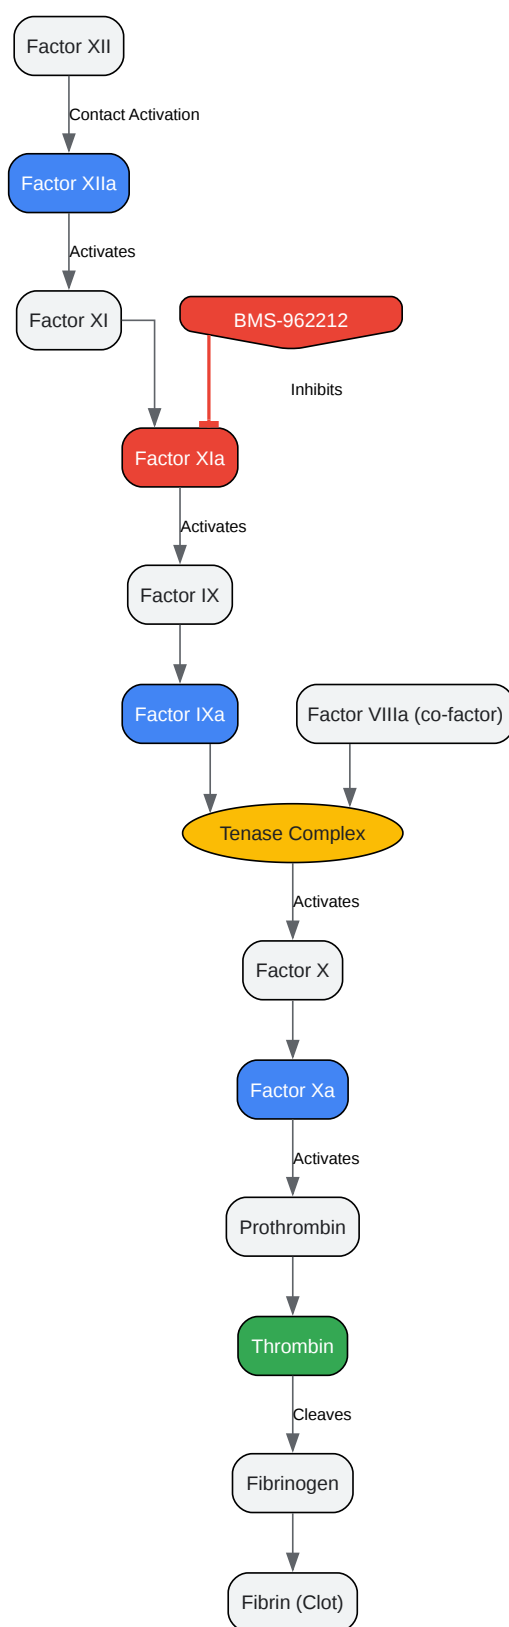 Factor XII
Contact Activation
Factor XIIa
Activates
Factor XI
BMS-962212
Inhibits
Factor XIa
Activates
Factor IX
Factor IXa
Factor VIIIa (co-factor)
Tenase Complex
Activates
Factor X
Factor Xa
Activates
Prothrombin
Thrombin
Cleaves
Fibrinogen
Fibrin (Clot)